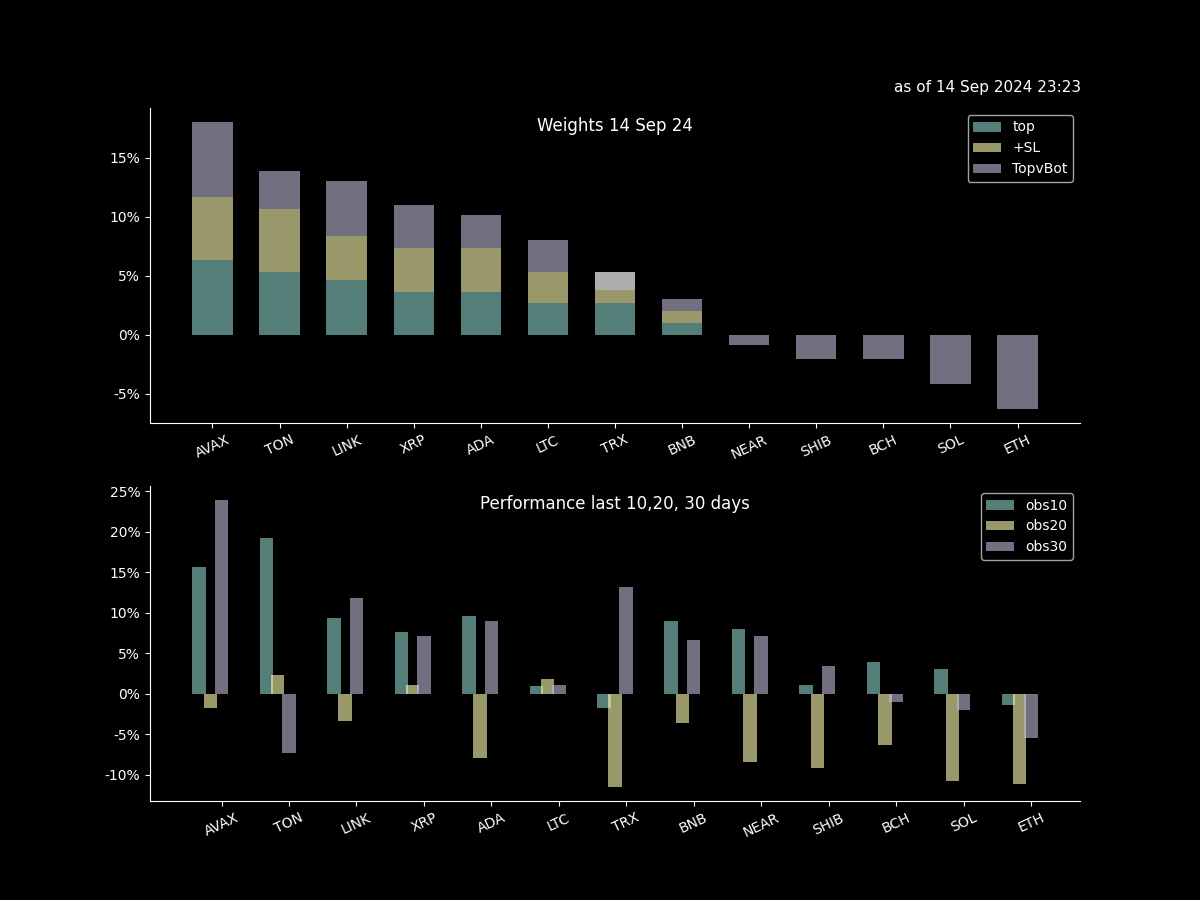 as of 14 Sep 2024 23:23
Weights 14 Sep 24
top
+SL
TopvBot
15%
10%
5%
0%
-5%
AVAX TON LINK XRP ADA LTC TRX BNB NEAR SHIB BCH SOL ETH
Performance last 10,20, 30 days
obs10
obs20
obs30
25%
20%
15%
10%
5%
0%
-5%
-10%
AVAX TON LINK XRP ADA LTC TRX BNB NEAR SHIB BCH SOL ETH